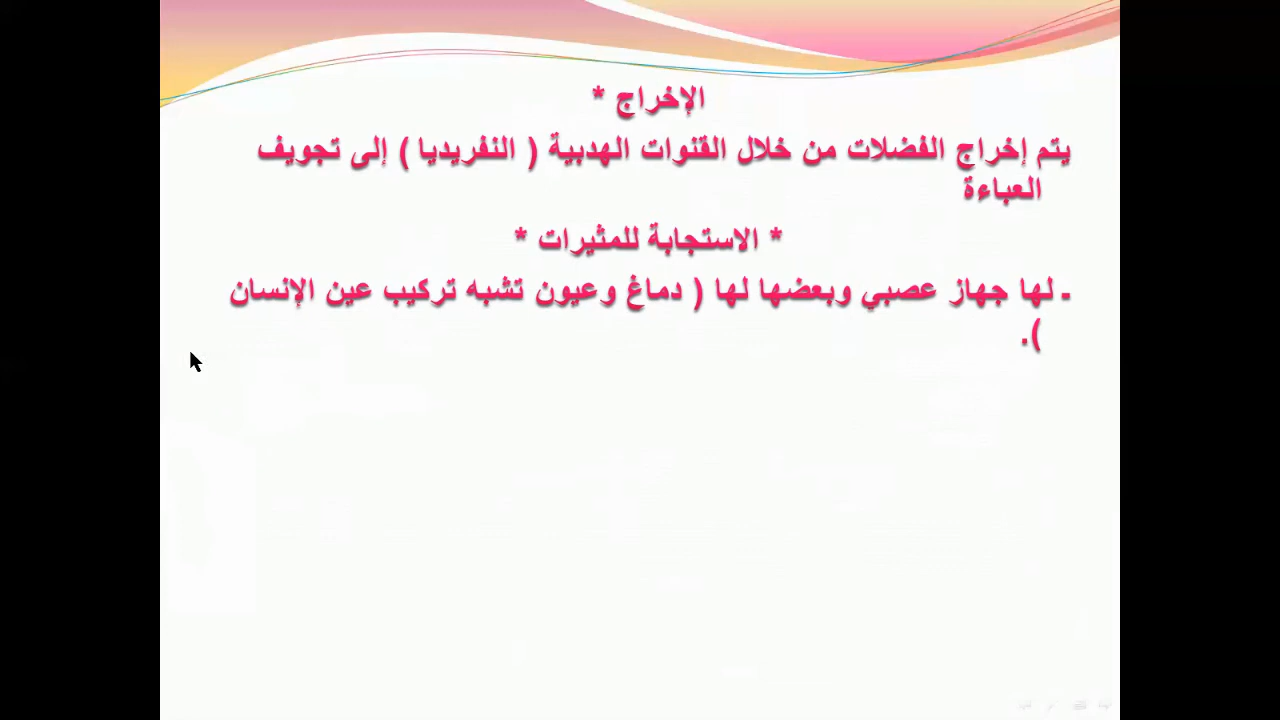 الإخراج *
يتم إخراج الفضلات من خلال القنوات الهدبية ( النفريديا ) إلى تجويف
العباءة
* الاستجابة للمثيرات *
ـ لها جهاز عصبي وبعضها لها ( دماغ وعيون تشبه تركيب عين الإنسان
).